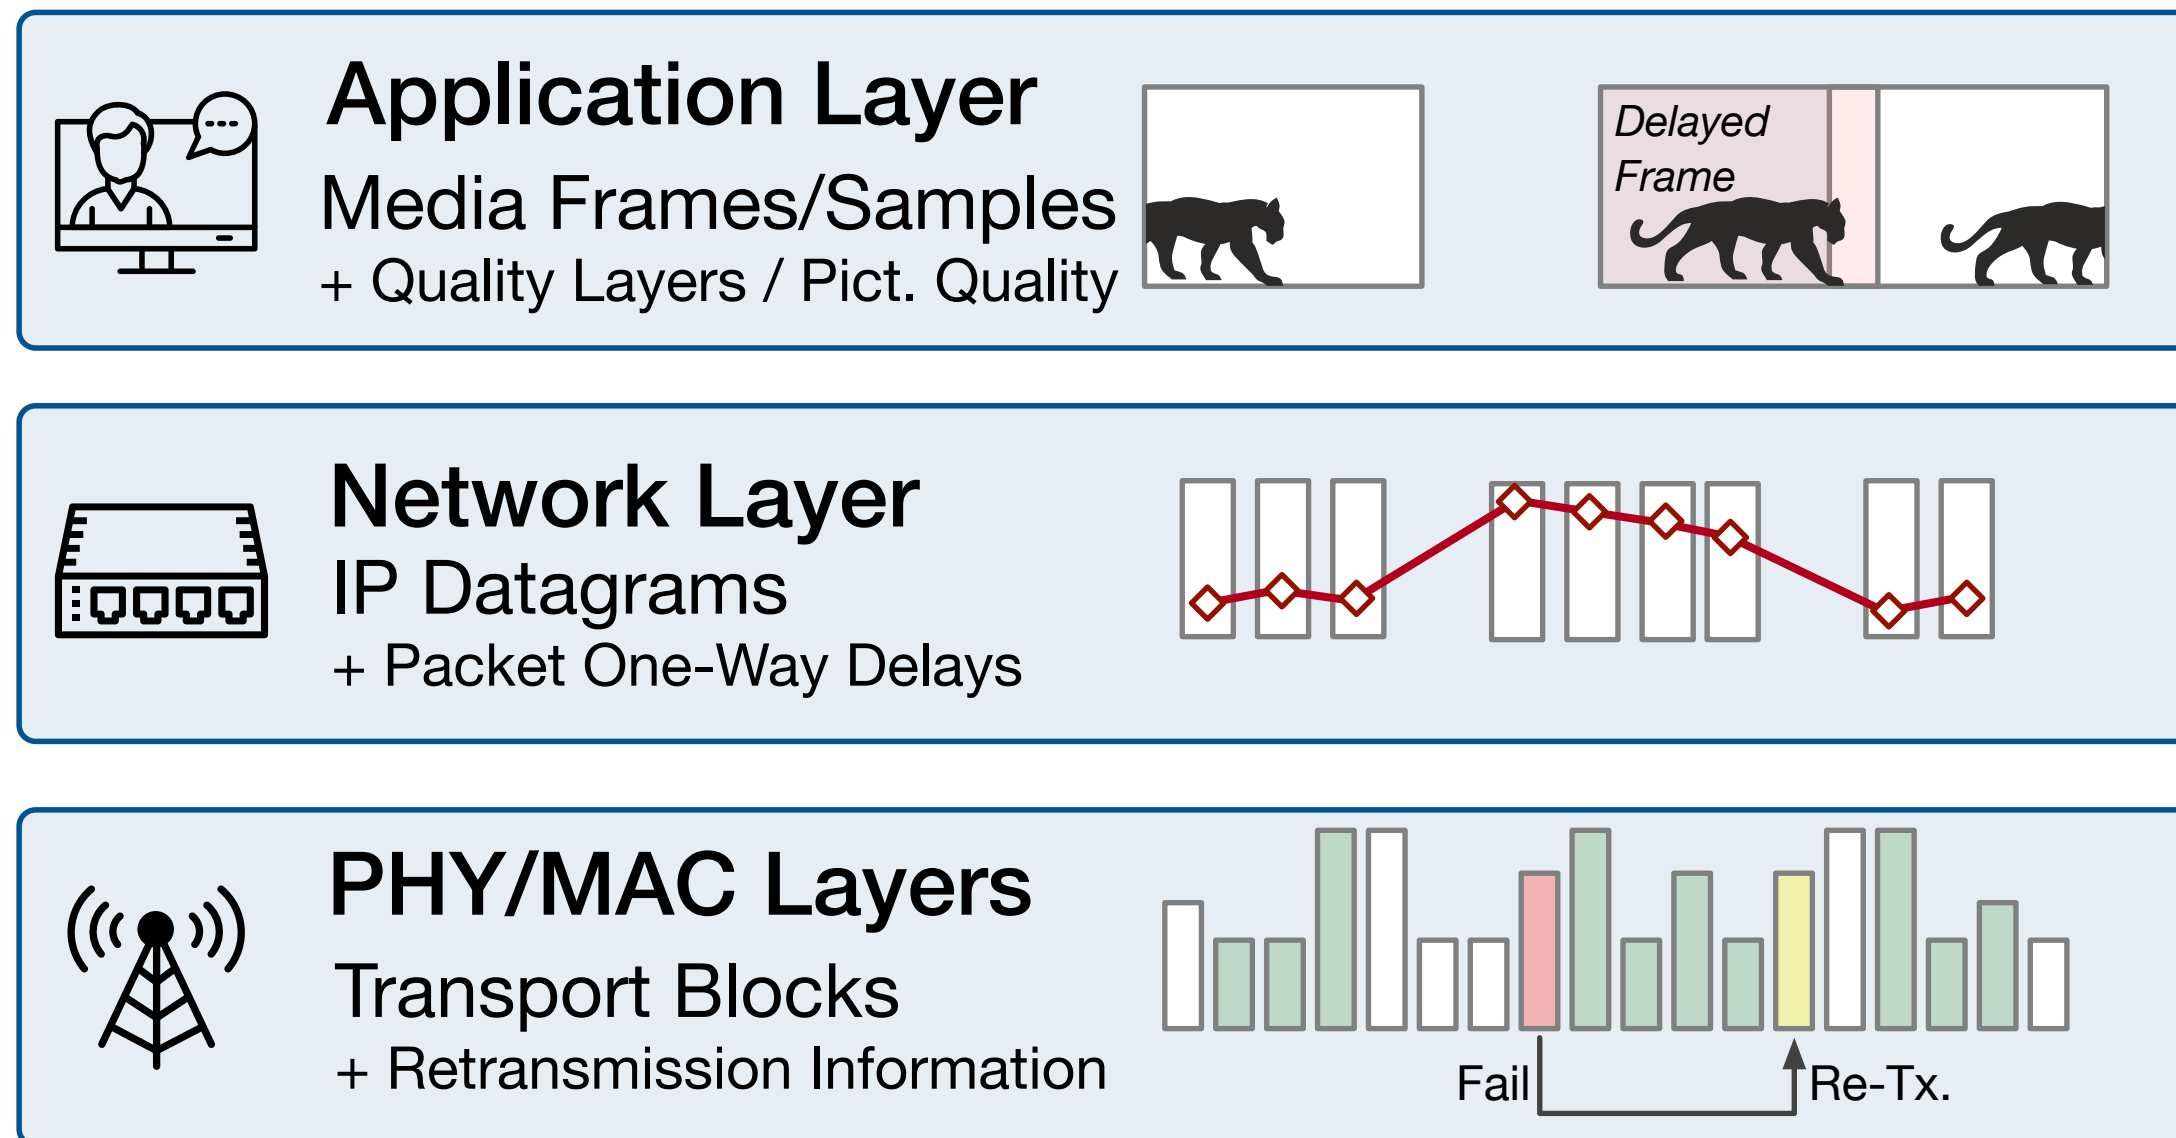 Application Layer
Media Frames/Samples
+ Quality Layers / Pict. Quality
Delayed
Frame
Network Layer
IP Datagrams
+ Packet One-Way Delays
PHY/MAC Layers
Transport Blocks
+ Retransmission Information
Fail
Re-Tx.